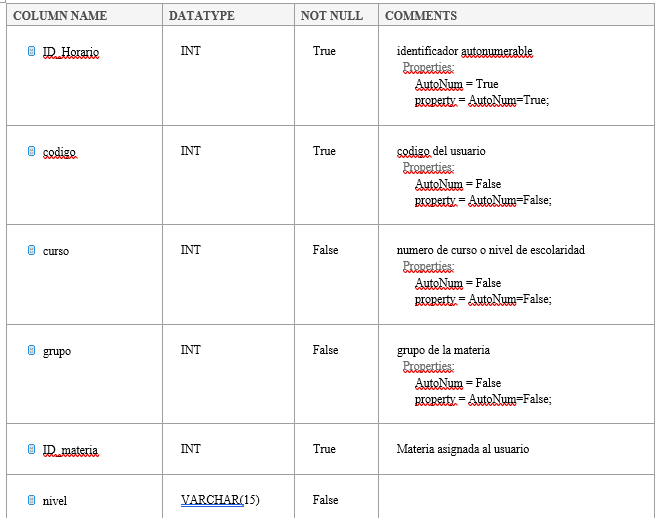 COLUMN NAME DATATYPE NOT NULL COMMENTS
ID_Horario INT True identificador autonumerable
Properties:
AutoNum = True
property = AutoNum=True;
codigo INT True codigo del usuario
Properties:
AutoNum = False
property = AutoNum=False;
curso INT False numero de curso o nivel de escolaridad
Properties:
AutoNum = False
property = AutoNum=False;
grupo INT False grupo de la materia
Properties:
AutoNum = False
property = AutoNum=False;
ID_materia INT True Materia asignada al usuario
nivel VARCHAR(15) False